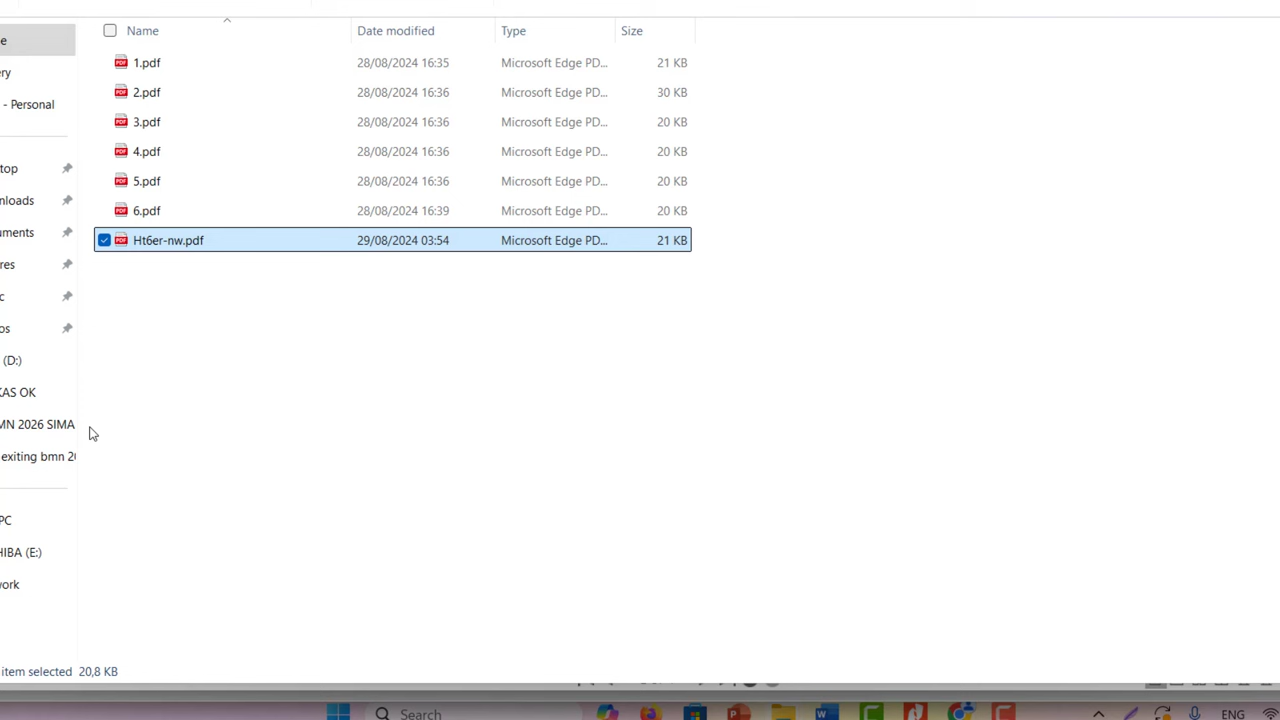 Name Date modified Type Size
1.pdf 28/08/2024 16:35 Microsoft Edge PD... 21 KB
2.pdf 28/08/2024 16:36 Microsoft Edge PD... 30 KB
3.pdf 28/08/2024 16:36 Microsoft Edge PD... 20 KB
4.pdf 28/08/2024 16:36 Microsoft Edge PD... 20 KB
5.pdf 28/08/2024 16:36 Microsoft Edge PD... 20 KB
6.pdf 28/08/2024 16:39 Microsoft Edge PD... 20 KB
Ht6er-nw.pdf 29/08/2024 03:54 Microsoft Edge PD... 21 KB
e
ry
- Personal
top
nloads
uments
res
c
os
(D:)
KAS OK
MN 2026 SIMA
exiting bmn 20
PC
HIBA (E:)
work
item selected 20,8 KB
Search
ENG